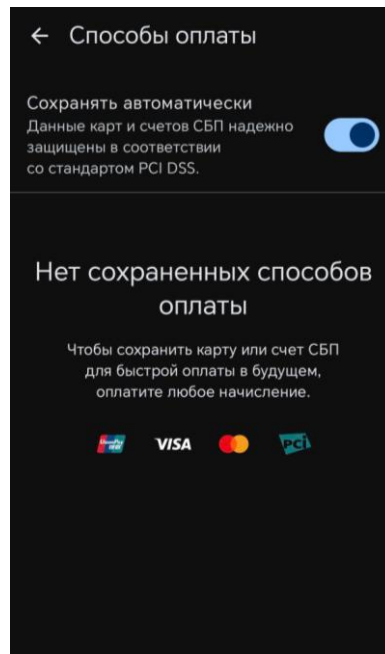 Способы оплаты
Сохранять автоматически
Данные карт и счетов СБП надежно
защищены в соответствии
со стандартом PCI DSS.
Нет сохраненных способов
оплаты
Чтобы сохранить карту или счет СБП
для быстрой оплаты в будущем,
оплатите любое начисление.
UnionPay VISA PCI